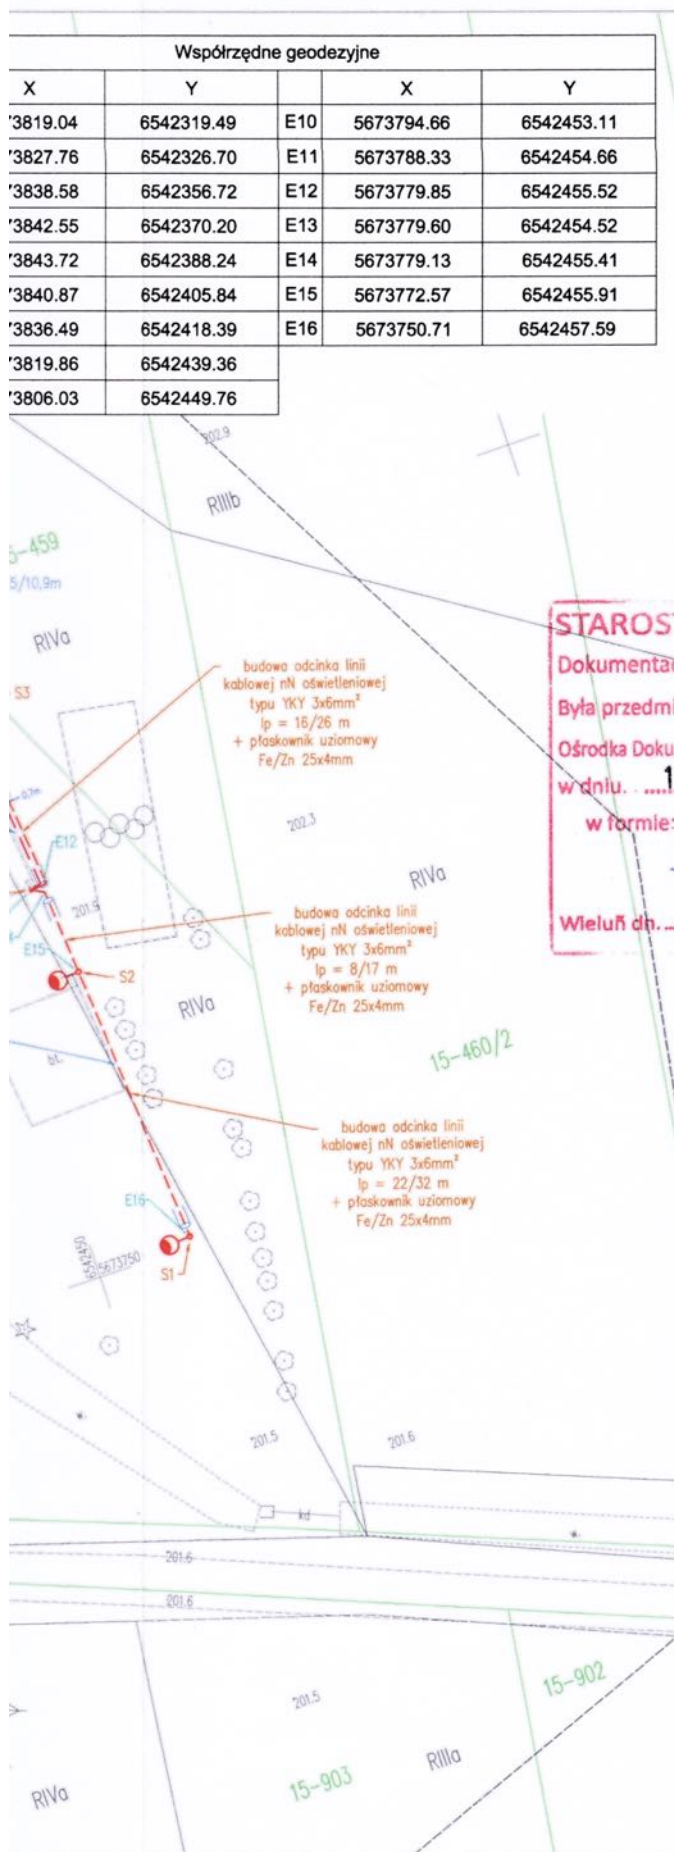 Współrzędne geodezyjne
X Y X Y
73819.04 6542319.49 E10 5673794.66 6542453.11
73827.76 6542326.70 E11 5673788.33 6542454.66
73838.58 6542356.72 E12 5673779.85 6542455.52
73842.55 6542370.20 E13 5673779.60 6542454.52
73843.72 6542388.24 E14 5673779.13 6542455.41
73840.87 6542405.84 E15 5673772.57 6542455.91
73836.49 6542418.39 E16 5673750.71 6542457.59
73819.86 6542439.36
73806.03 6542449.76
202.9
RIIIb
5-459
5/10,9m
RIVa
STAROS
Dokumentac
Była przedmi
Ośrodka Doku
w dniu. ......1
w formie:
Wieluń dn. ..
S3
budowa odcinka linii
kablowej nN oświetleniowej
typu YKY 3x6mm²
lp = 16/26 m
+ płaskownik uziomowy
Fe/Zn 25x4mm
0,7m
202.3
E12
RIVa
201.9
budowa odcinka linii
kablowej nN oświetleniowej
typu YKY 3x6mm²
lp = 8/17 m
+ płaskownik uziomowy
Fe/Zn 25x4mm
E15
S2
RIVa
15-460/2
bt.
budowa odcinka linii
kablowej nN oświetleniowej
typu YKY 3x6mm²
lp = 22/32 m
+ płaskownik uziomowy
Fe/Zn 25x4mm
E16
6542450
5673750
S1
201.5
201.6
kd
201.6
201.6
201.5
15-902
15-903
RIIIa
RIVa